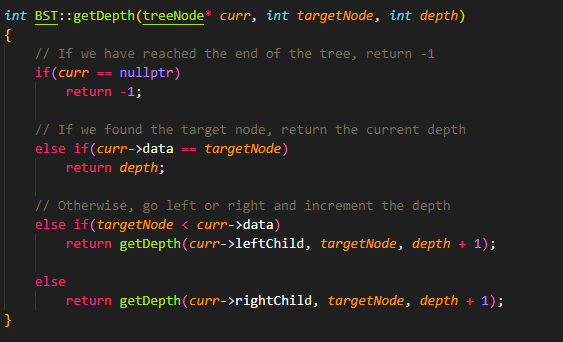 int BST::getDepth(treeNode* curr, int targetNode, int depth)
{
    // If we have reached the end of the tree, return -1
    if(curr == nullptr)
        return -1;

    // If we found the target node, return the current depth
    else if(curr->data == targetNode)
        return depth;

    // Otherwise, go left or right and increment the depth
    else if(targetNode < curr->data)
        return getDepth(curr->leftChild, targetNode, depth + 1);

    else
        return getDepth(curr->rightChild, targetNode, depth + 1);
}